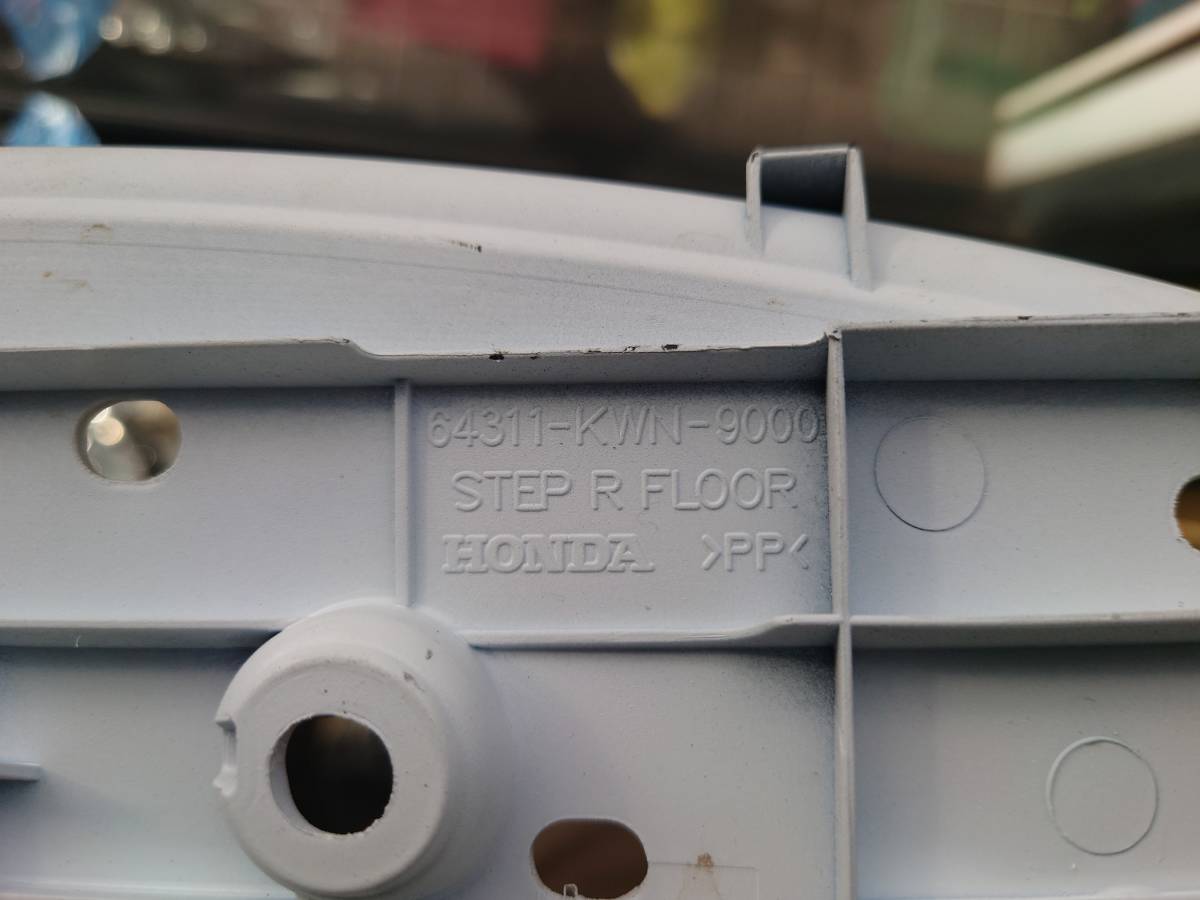 64311-KWN-9000
STEP R FLOOR
HONDA >PP<